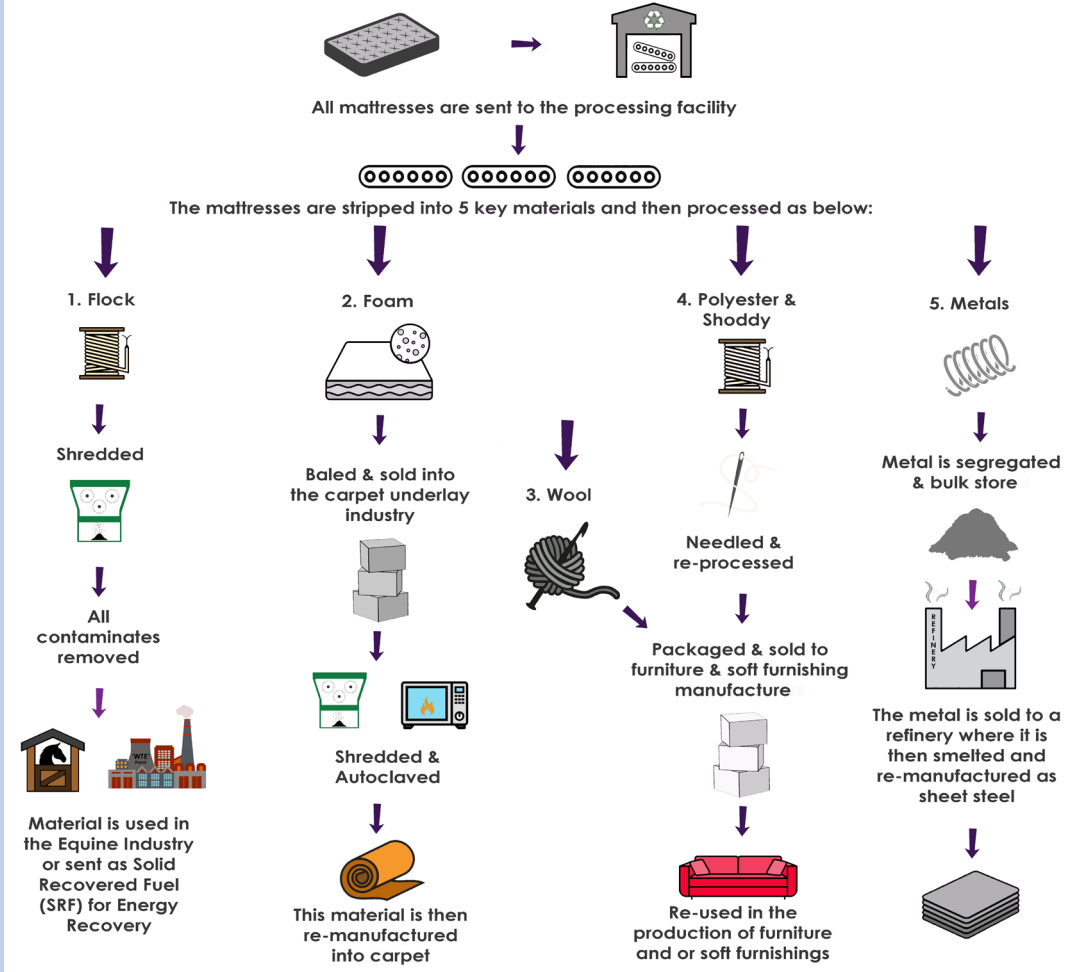 All mattresses are sent to the processing facility
The mattresses are stripped into 5 key materials and then processed as below:
1. Flock
Shredded
All
contaminates
removed
WTE
Material is used in
the Equine Industry
or sent as Solid
Recovered Fuel
(SRF) for Energy
Recovery
2. Foam
Baled & sold into
the carpet underlay
industry
Shredded &
Autoclaved
This material is then
re-manufactured
into carpet
3. Wool
4. Polyester &
Shoddy
Needled &
re-processed
Packaged & sold to
furniture & soft furnishing
manufacture
Re-used in the
production of furniture
and or soft furnishings
5. Metals
Metal is segregated
& bulk store
REFINERY
The metal is sold to a
refinery where it is
then smelted and
re-manufactured as
sheet steel